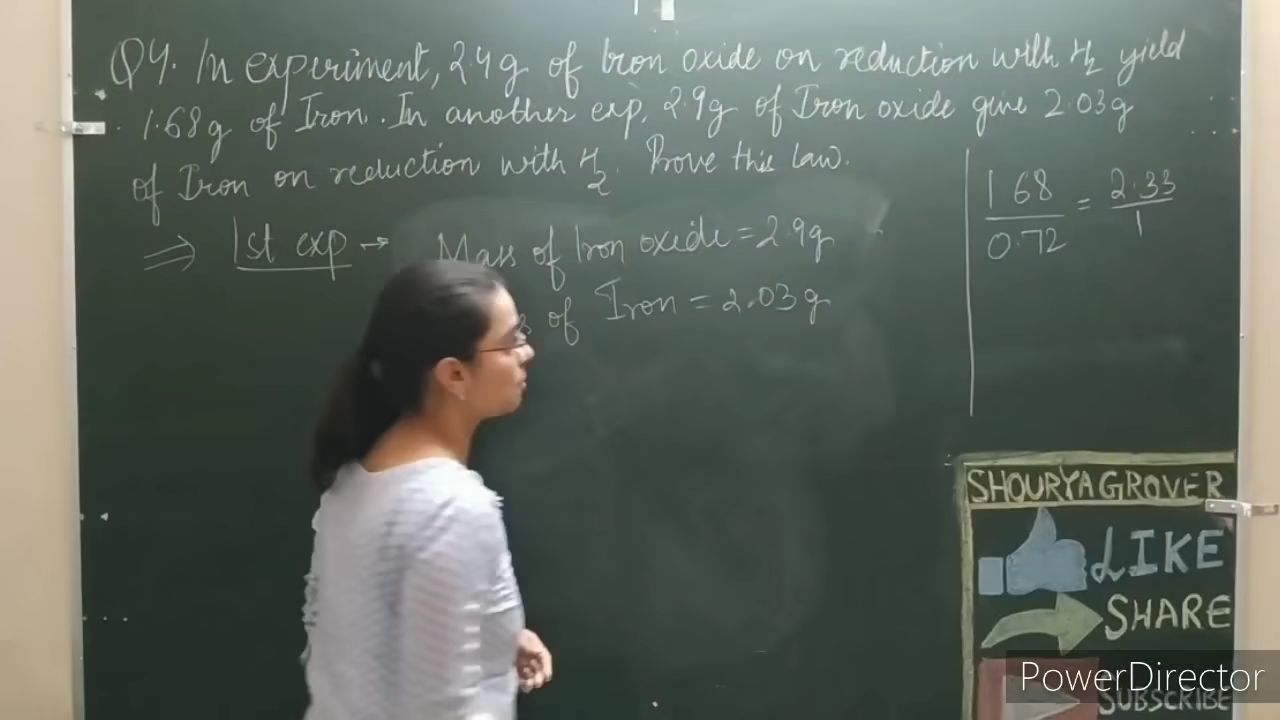 Q4. In experiment, 2.4g of Iron oxide on reduction with H2 yield
1.68g of Iron. In another exp, 2.9g of Iron oxide give 2.03g
of Iron on reduction with H2. Prove this law.
⇒ 1st exp → Mass of Iron oxide = 2.9g
of Iron = 2.03g
1 68 / 0.72 = 2.33 / 1
SHOURYA GROVER
LIKE
SHARE
SUBSCRIBE
PowerDirector